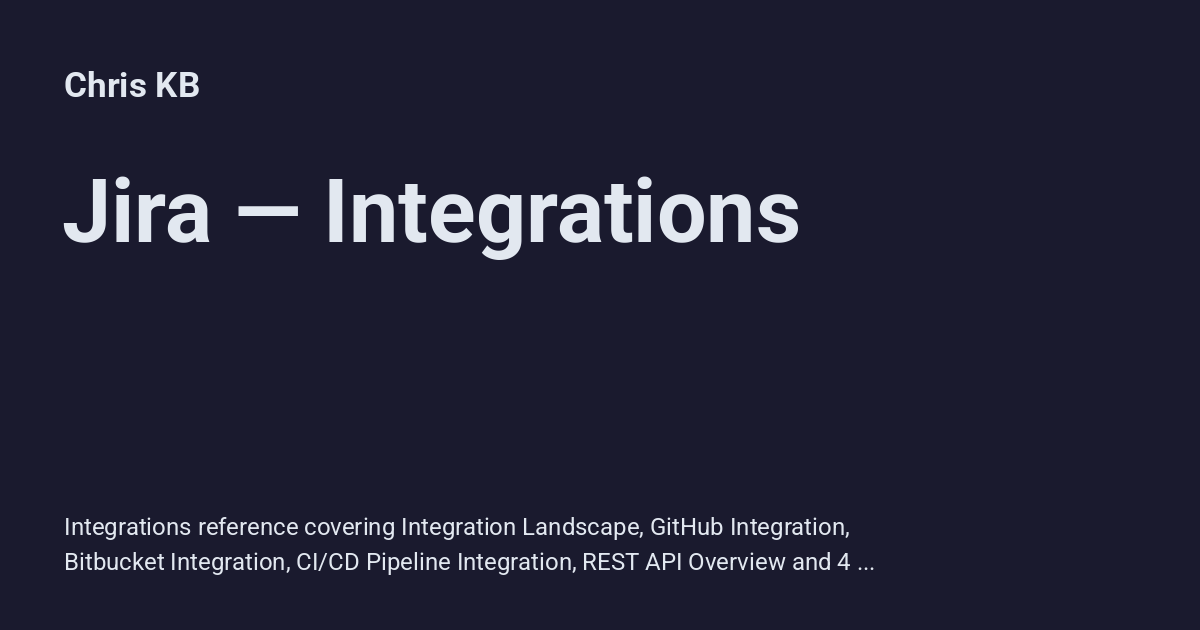 Chris KB
Jira — Integrations
Integrations reference covering Integration Landscape, GitHub Integration,
Bitbucket Integration, CI/CD Pipeline Integration, REST API Overview and 4 ...